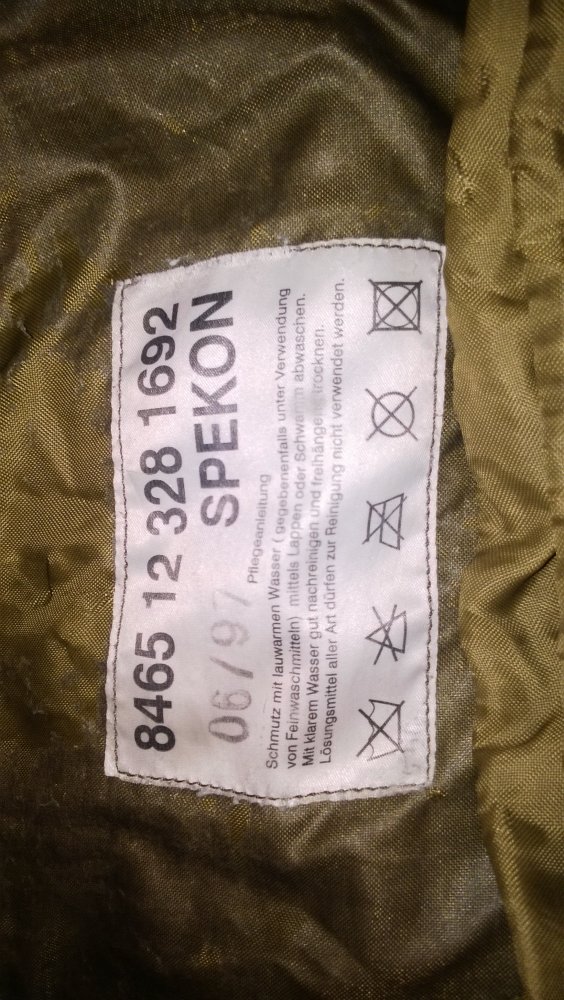 8465 12 328 1692
06/97 SPEKON
Pflegeanleitung
Schmutz mit lauwarmen Wasser ( gegebenenfalls unter Verwendung
von Feinwaschmitteln) mittels Lappen oder Schwamm abwaschen.
Mit klarem Wasser gut nachreinigen und freihängend trocknen.
Lösungsmittel aller Art dürfen zur Reinigung nicht verwendet werden.